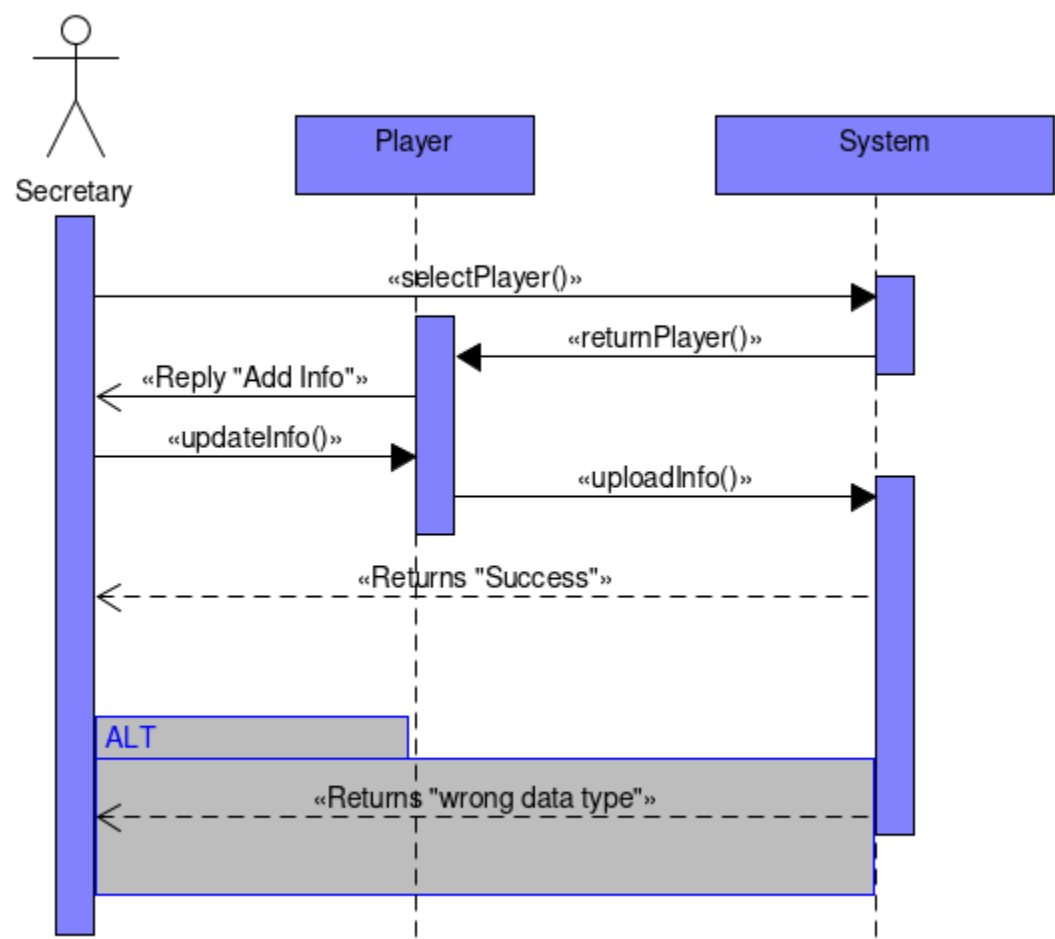 Player
System
Secretary
«selectPlayer()»
«returnPlayer()»
«Reply "Add Info"»
«updateInfo()»
«uploadInfo()»
«Returns "Success"»
ALT
«Returns "wrong data type"»